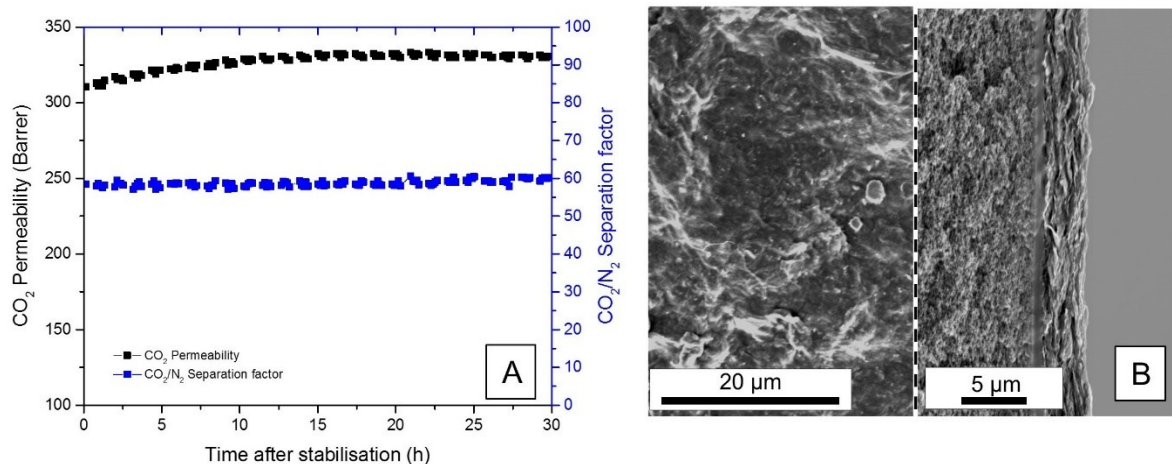 350
300
250
200
150
100
CO₂ Permeability (Barrer)
0
5
10
15
20
25
30
Time after stabilisation (h)
100
90
80
70
60
50
40
30
20
10
0
CO₂/N₂ Separation factor
CO₂ Permeability
CO₂/N₂ Separation factor
A
20 µm
5 µm
B